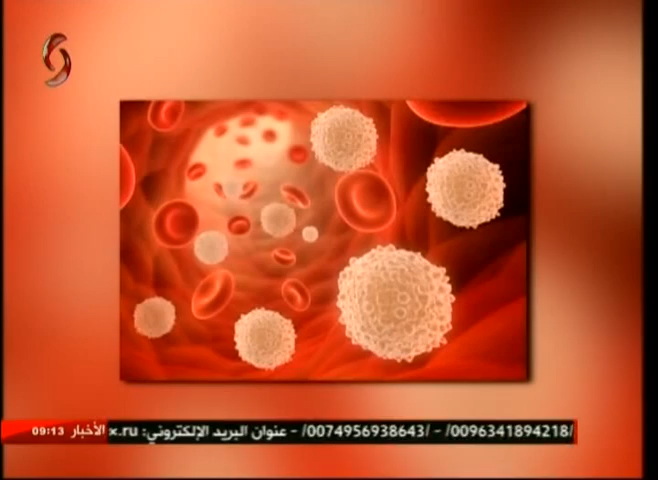 /0096341894218/ - /0074956938643/ - عنوان البريد الإلكتروني: x.ru
الأخبار 09:13